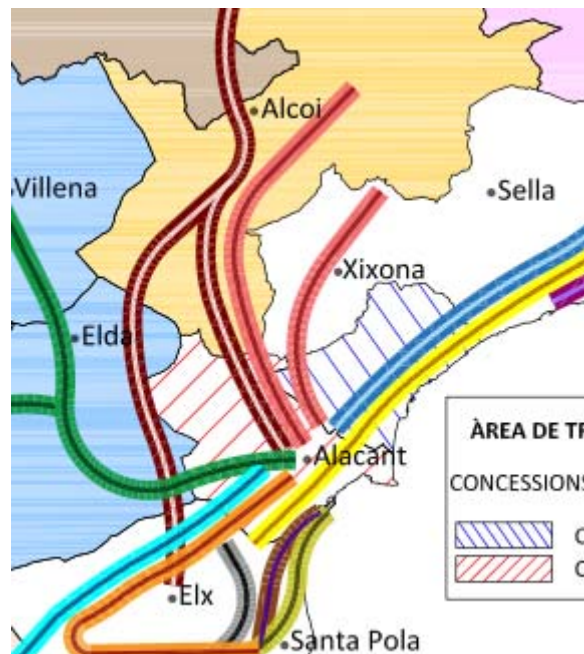 Alcoi
Villena
Sella
Xixona
Elda
ÀREA DE TR
Alacant
CONCESSIONS
C
C
Elx
Santa Pola